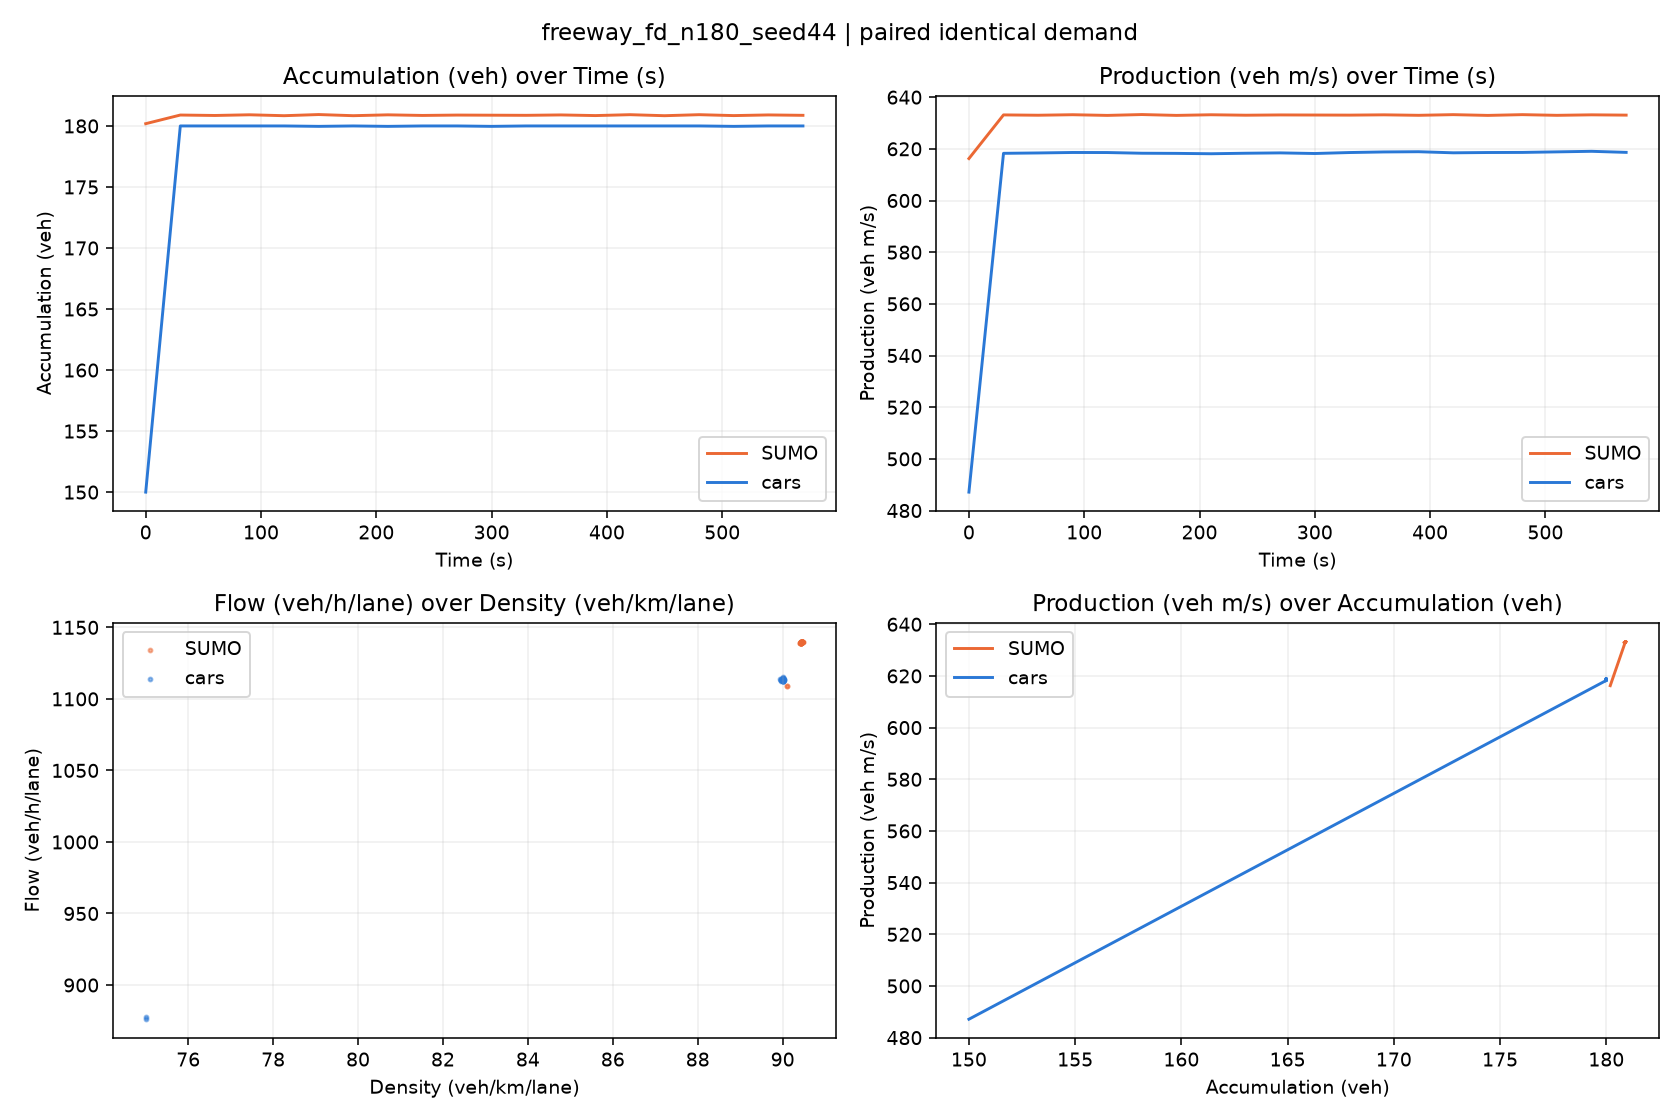 freeway_fd_n180_seed44 | paired identical demand
Accumulation (veh) over Time (s)
Accumulation (veh)
180
175
170
165
160
155
150
0 100 200 300 400 500
Time (s)
SUMO
cars
Production (veh m/s) over Time (s)
Production (veh m/s)
640
620
600
580
560
540
520
500
480
0 100 200 300 400 500
Time (s)
SUMO
cars
Flow (veh/h/lane) over Density (veh/km/lane)
Flow (veh/h/lane)
1150
1100
1050
1000
950
900
76 78 80 82 84 86 88 90
Density (veh/km/lane)
SUMO
cars
Production (veh m/s) over Accumulation (veh)
Production (veh m/s)
640
620
600
580
560
540
520
500
480
150 155 160 165 170 175 180
Accumulation (veh)
SUMO
cars